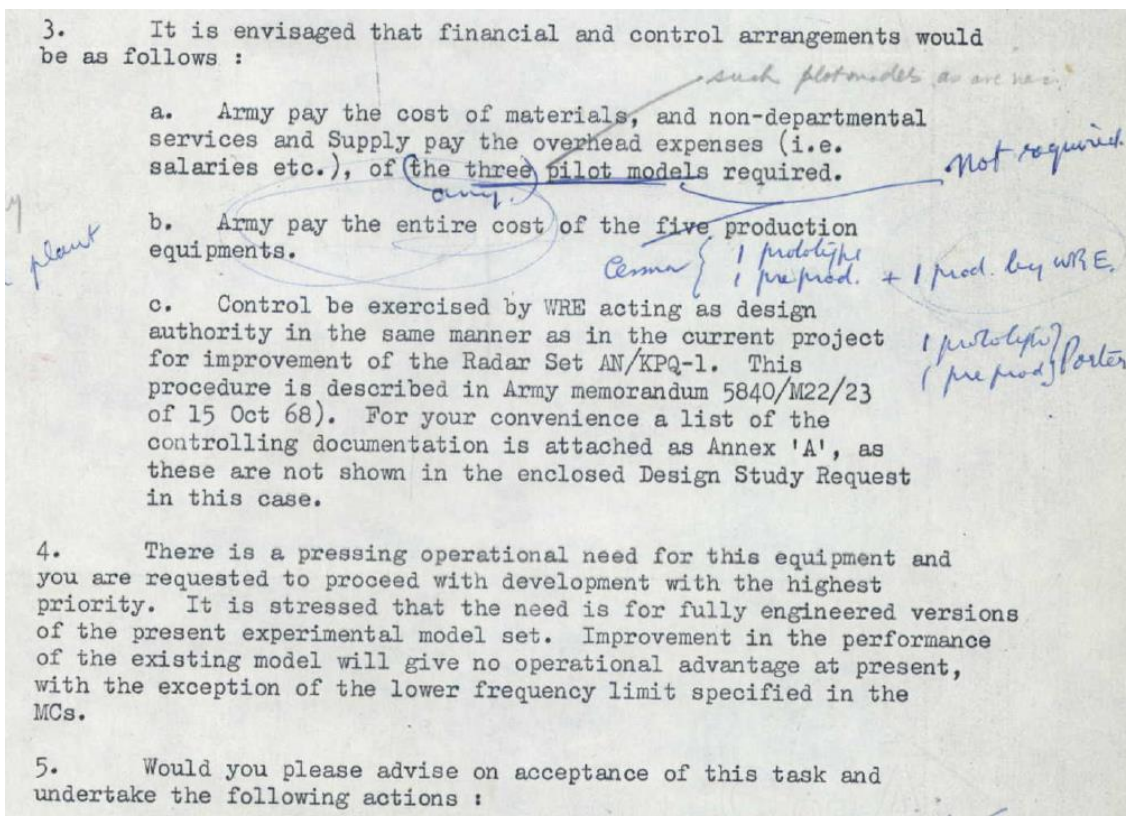 3. It is envisaged that financial and control arrangements would
be as follows :
such pilot models as are
a. Army pay the cost of materials, and non-departmental
services and Supply pay the overhead expenses (i.e.
salaries etc.), of the three pilot models required.
Not required.
any.
b. Army pay the entire cost of the five production
equipments.
plant
{ 1 prototype
1 preprod. + 1 prod. by WRE.
c. Control be exercised by WRE acting as design
authority in the same manner as in the current project
for improvement of the Radar Set AN/KPQ-1. This
procedure is described in Army memorandum 5840/M22/23
of 15 Oct 68). For your convenience a list of the
controlling documentation is attached as Annex 'A', as
these are not shown in the enclosed Design Study Request
in this case.
1 prototype }
1 preprod } Porter
4. There is a pressing operational need for this equipment and
you are requested to proceed with development with the highest
priority. It is stressed that the need is for fully engineered versions
of the present experimental model set. Improvement in the performance
of the existing model will give no operational advantage at present,
with the exception of the lower frequency limit specified in the
MCs.
5. Would you please advise on acceptance of this task and
undertake the following actions :